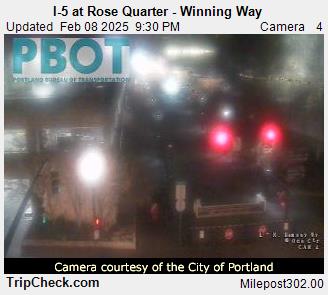 I-5 at Rose Quarter - Winning Way
Updated Feb 08 2025 9:30 PM Camera 4
PBOT
PORTLAND BUREAU OF TRANSPORTATION
Camera courtesy of the City of Portland
TripCheck.com Milepost302.00